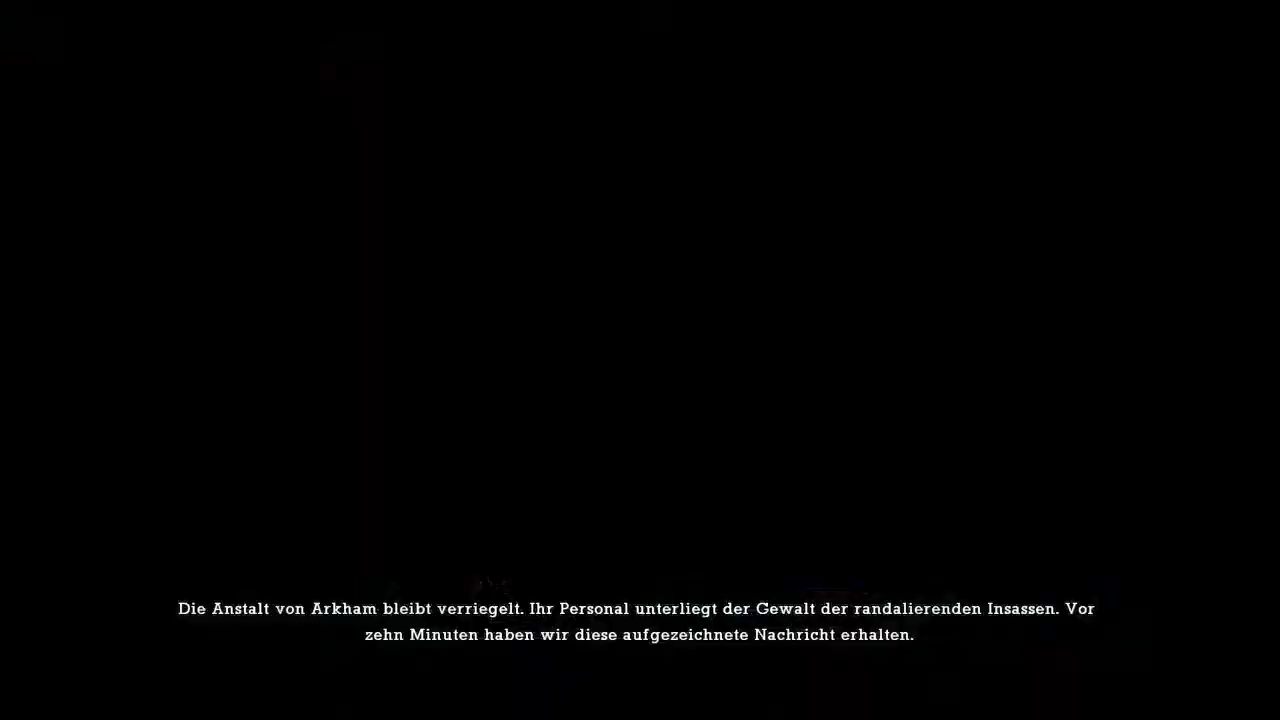 Die Anstalt von Arkham bleibt verriegelt. Ihr Personal unterliegt der Gewalt der randalierenden Insassen. Vor
zehn Minuten haben wir diese aufgezeichnete Nachricht erhalten.